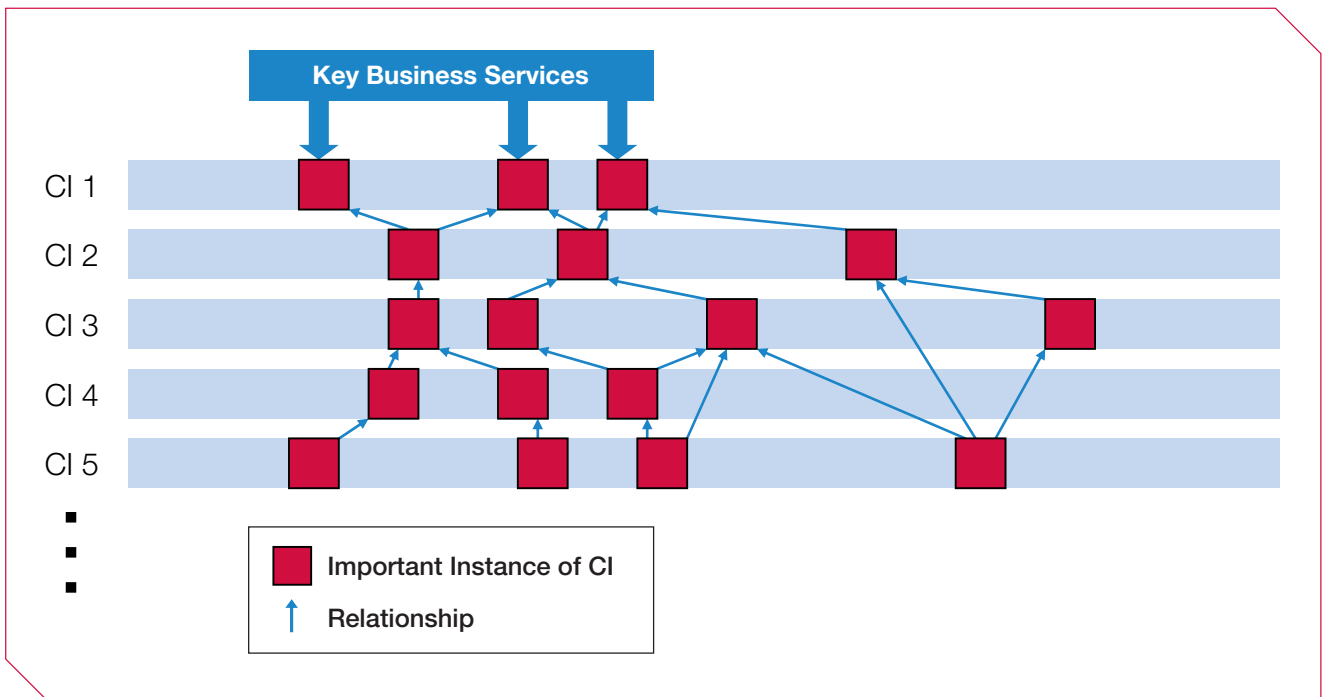 Key Business Services
CI 1
CI 2
CI 3
CI 4
CI 5
Important Instance of CI
Relationship